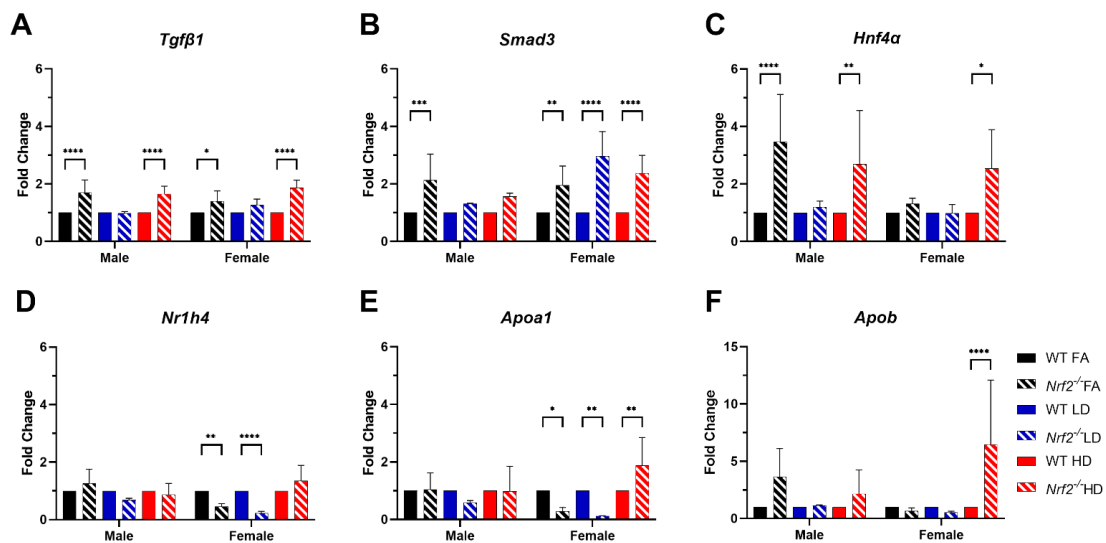 A
Tgfβ1
Fold Change
6
4
2
0
****
****
*
****
Male
Female
B
Smad3
Fold Change
6
4
2
0
***
**
****
****
Male
Female
C
Hnf4α
Fold Change
6
4
2
0
****
**
*
Male
Female
D
Nr1h4
Fold Change
6
4
2
0
**
****
Male
Female
E
Apoa1
Fold Change
6
4
2
0
*
**
**
Male
Female
F
Apob
Fold Change
15
10
5
0
****
Male
Female
WT FA
Nrf2-/-FA
WT LD
Nrf2-/-LD
WT HD
Nrf2-/-HD